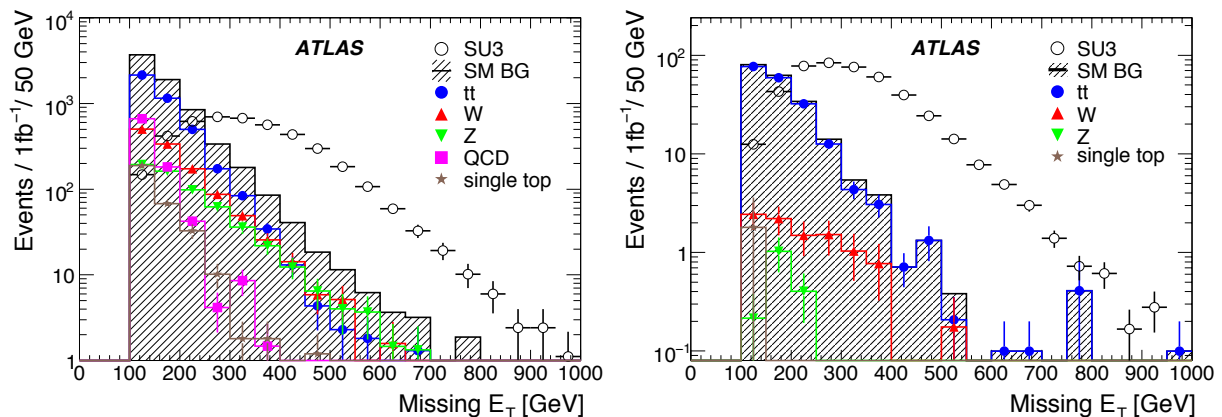 Events / 1fb⁻¹/ 50 GeV
10⁴
10³
10²
10
1
ATLAS
SU3
SM BG
tt
W
Z
QCD
single top
0 100 200 300 400 500 600 700 800 900 1000
Missing E_T [GeV]
Events / 1fb⁻¹/ 50 GeV
10²
10
1
10⁻¹
ATLAS
SU3
SM BG
tt
W
Z
single top
0 100 200 300 400 500 600 700 800 900 1000
Missing E_T [GeV]